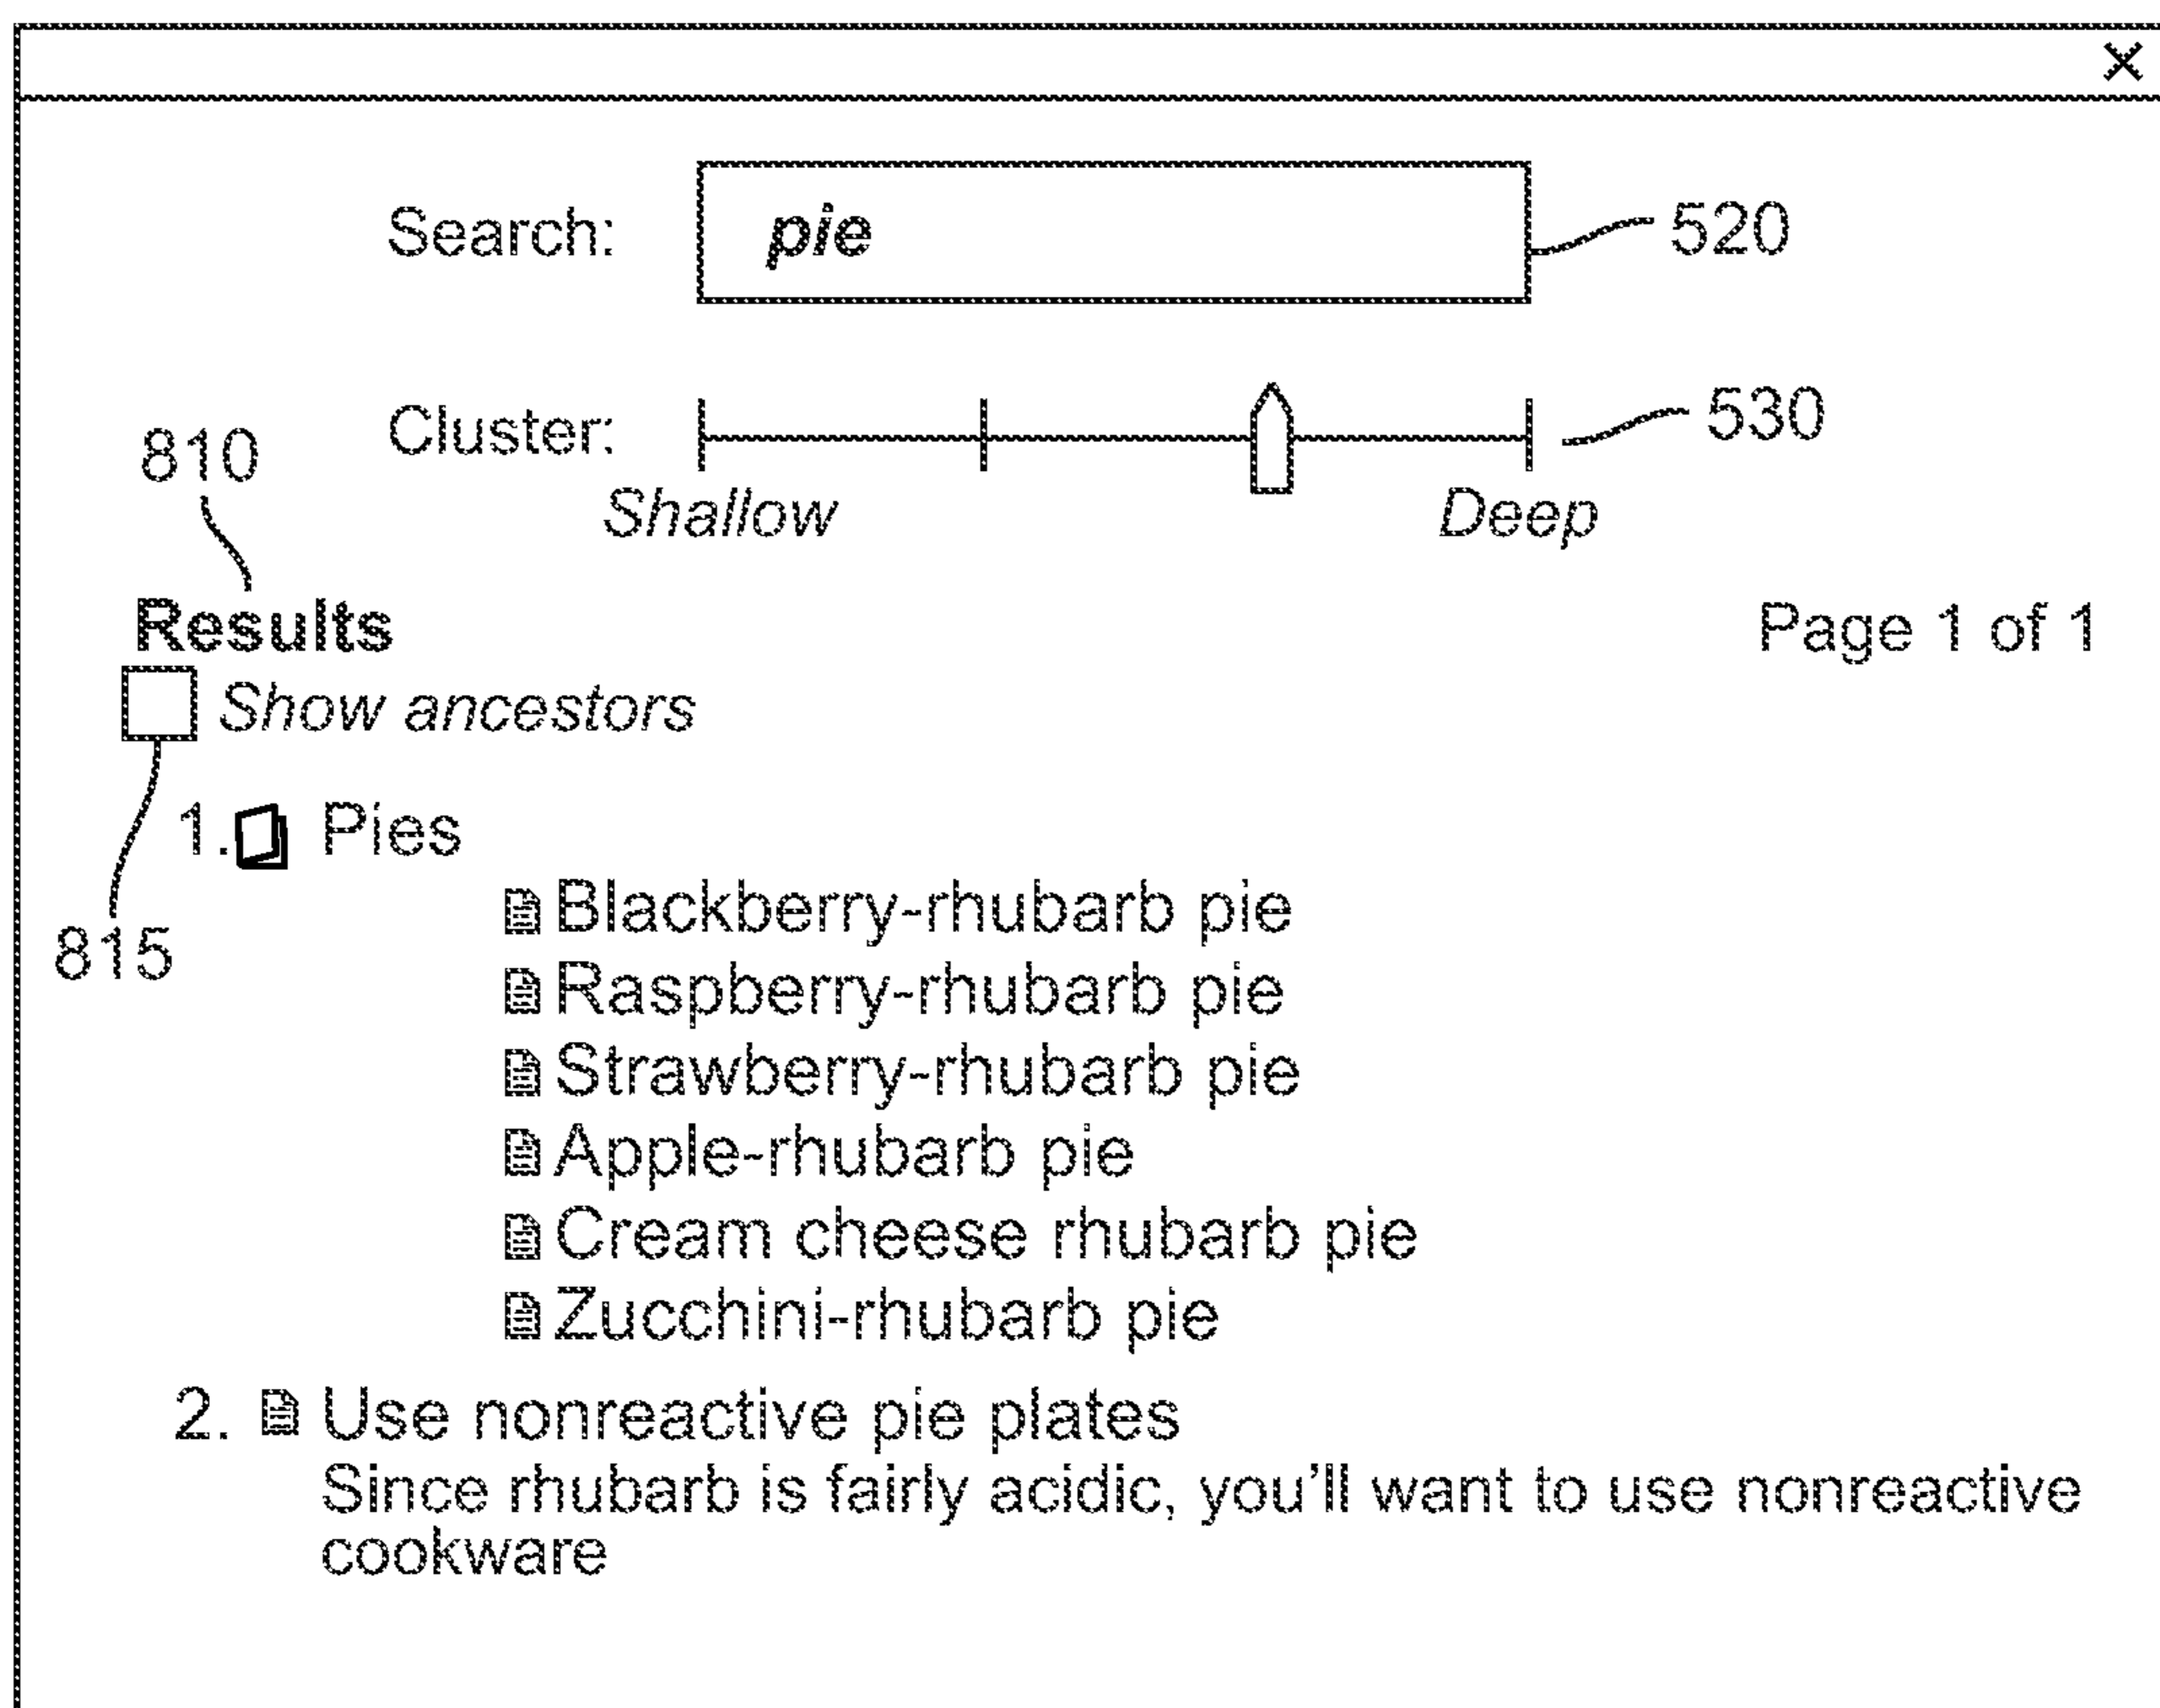 ×
Search: pie 520
Cluster: 530
810
Shallow Deep
Results Page 1 of 1
Show ancestors
1. Pies
Blackberry-rhubarb pie
815
Raspberry-rhubarb pie
Strawberry-rhubarb pie
Apple-rhubarb pie
Cream cheese rhubarb pie
Zucchini-rhubarb pie
2. Use nonreactive pie plates
Since rhubarb is fairly acidic, you'll want to use nonreactive
cookware